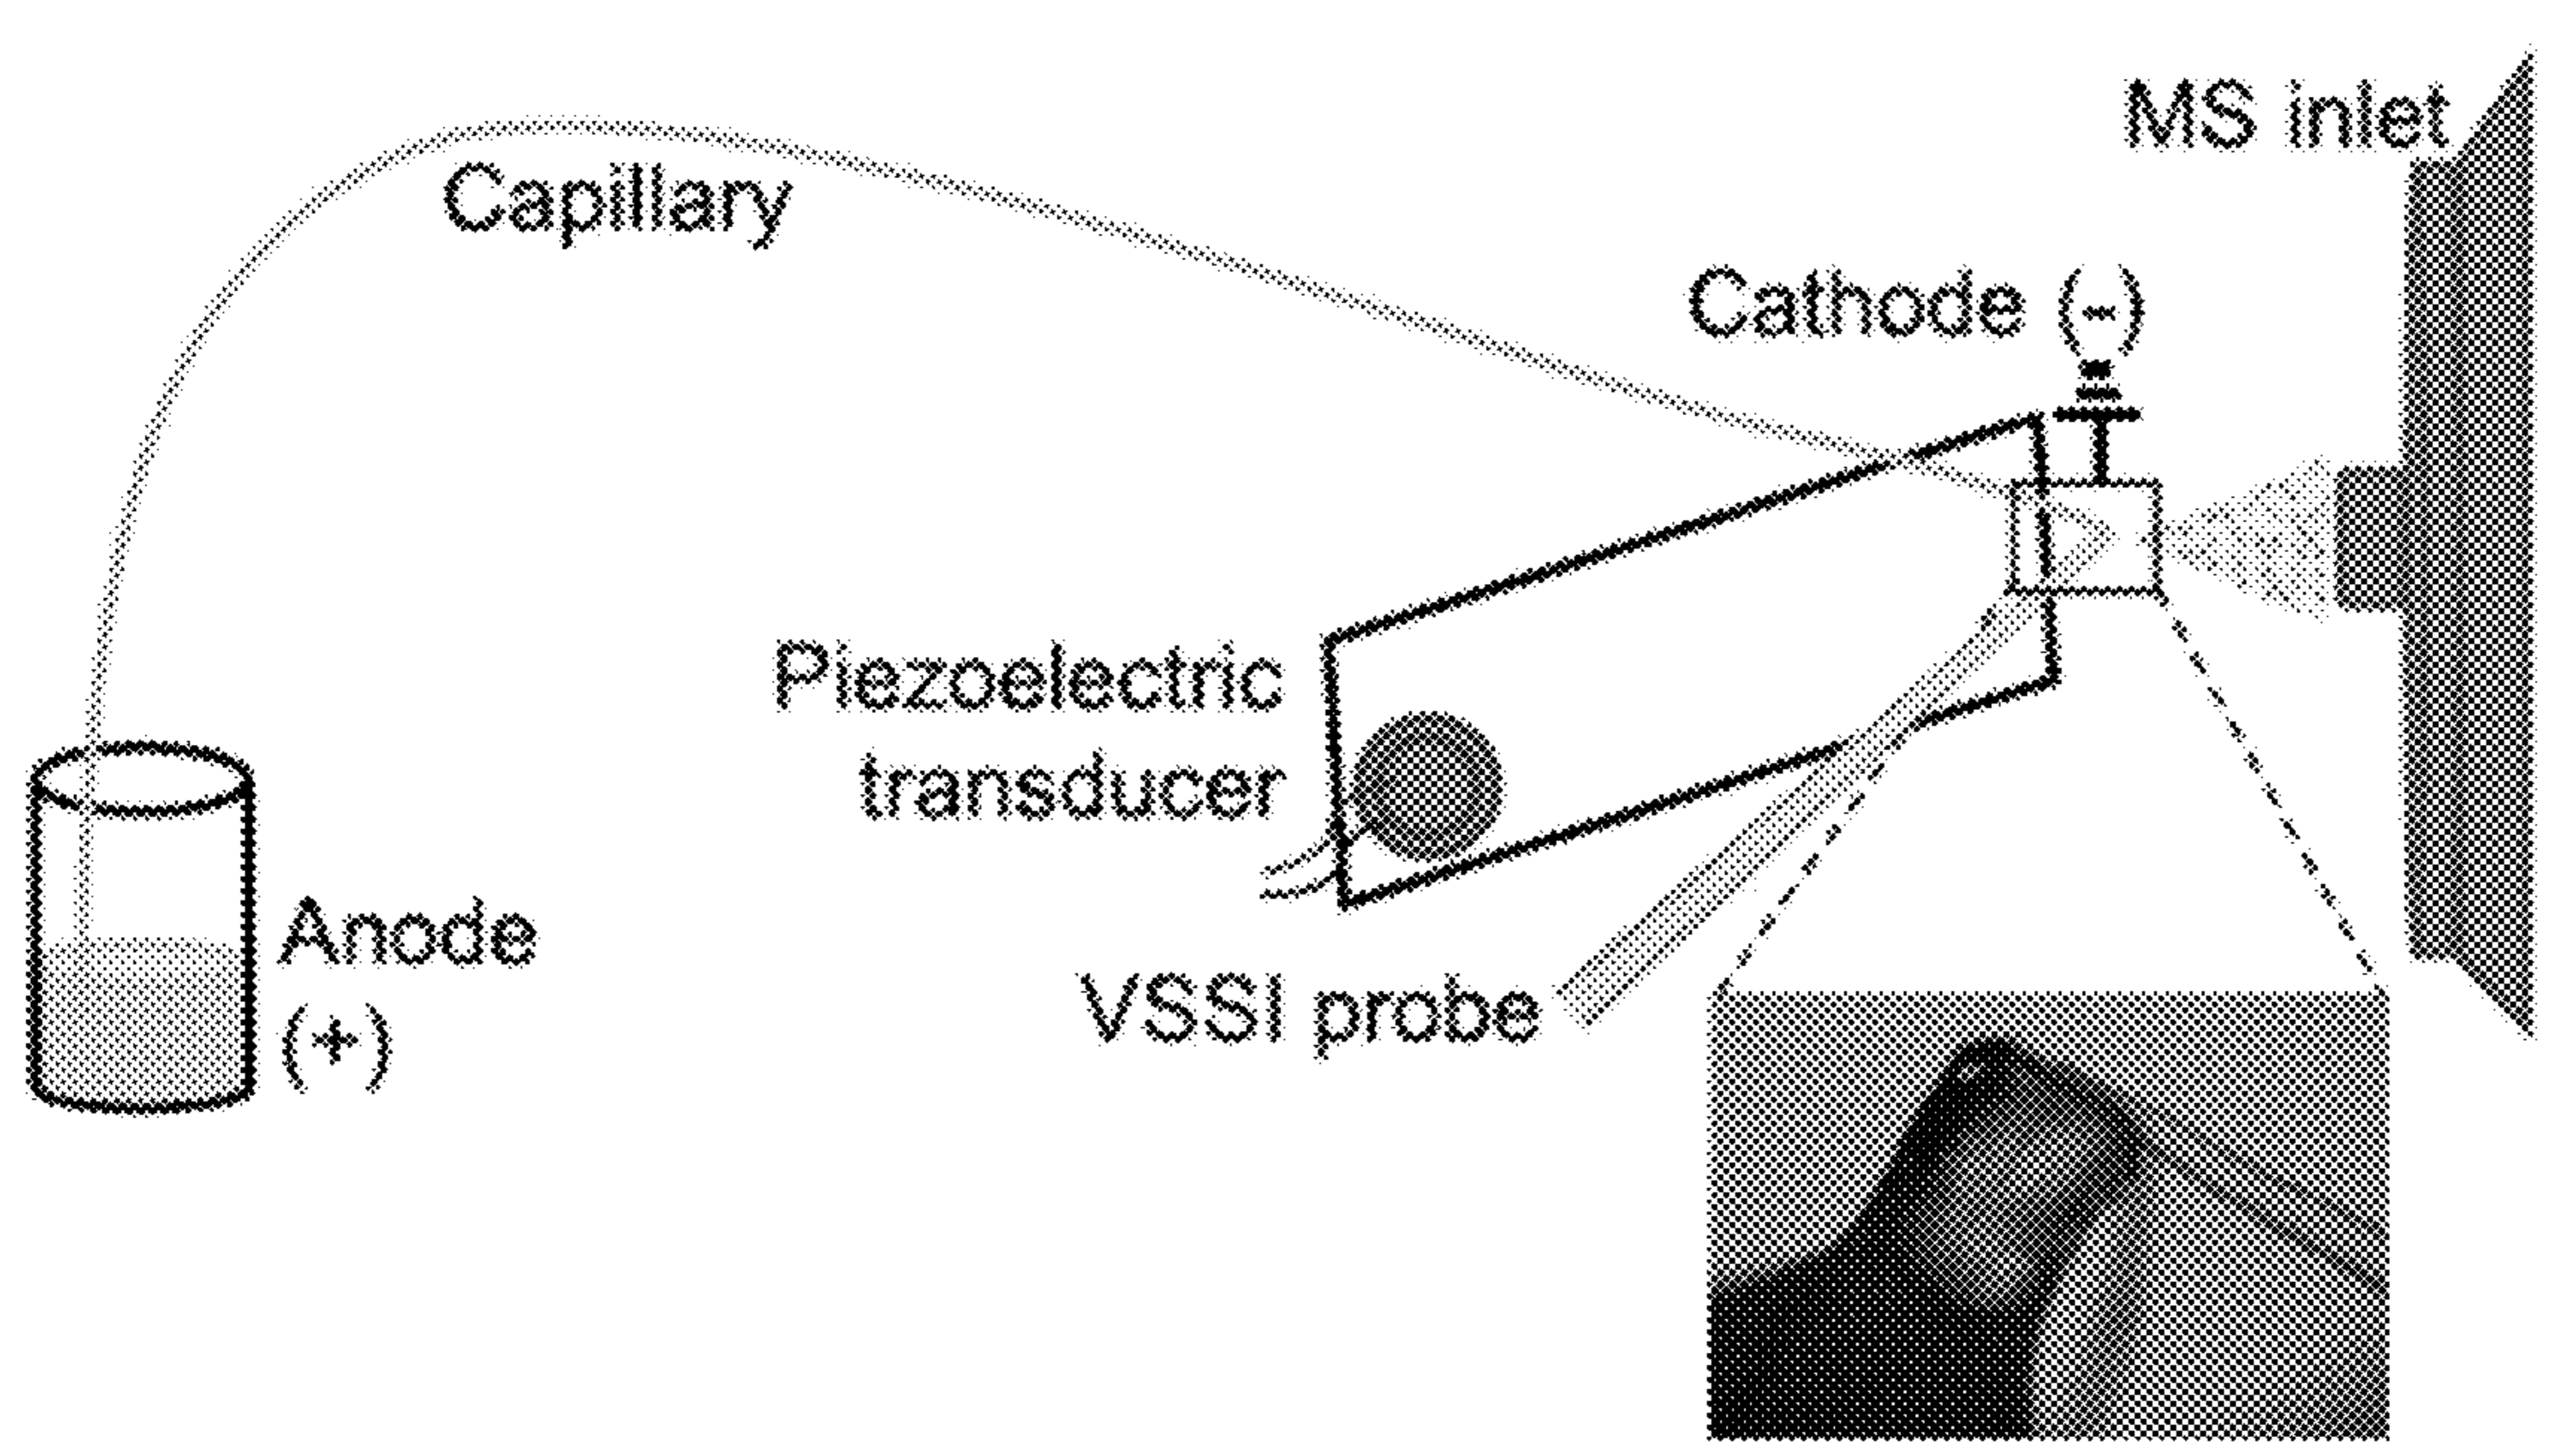 MS inlet
Capillary
Cathode (-)
Piezoelectric
transducer
Anode
(+)
VSSI probe